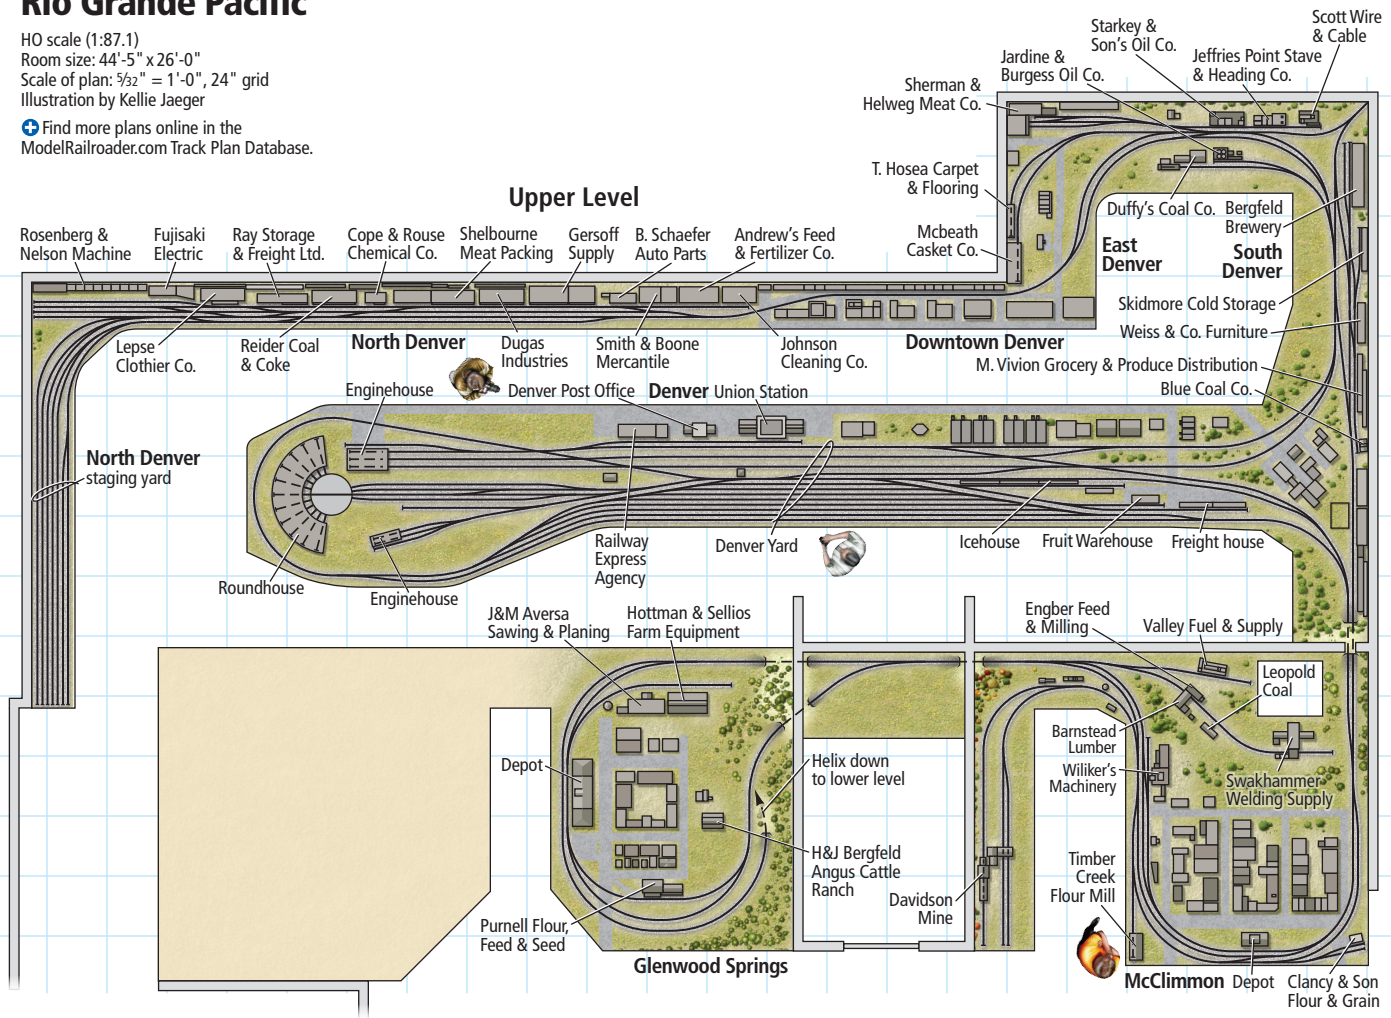 Rio Grande Pacific
HO scale (1:87.1)
Room size: 44'-5" x 26'-0"
Scale of plan: 5/32" = 1'-0", 24" grid
Illustration by Kellie Jaeger
Find more plans online in the
ModelRailroader.com Track Plan Database.
Upper Level
Sherman &
Helweg Meat Co.
Jardine &
Burgess Oil Co.
Starkey &
Son's Oil Co.
Jeffries Point Stave
& Heading Co.
Scott Wire
& Cable
T. Hosea Carpet
& Flooring
Mcbeath
Casket Co.
Duffy's Coal Co.
Bergfeld
Brewery
East
Denver
South
Denver
Skidmore Cold Storage
Weiss & Co. Furniture
M. Vivion Grocery & Produce Distribution
Blue Coal Co.
Rosenberg &
Nelson Machine
Fujisaki
Electric
Ray Storage
& Freight Ltd.
Cope & Rouse
Chemical Co.
Shelbourne
Meat Packing
Gersoff
Supply
B. Schaefer
Auto Parts
Andrew's Feed
& Fertilizer Co.
Lepse
Clothier Co.
Reider Coal
& Coke
North Denver
Dugas
Industries
Smith & Boone
Mercantile
Johnson
Cleaning Co.
Downtown Denver
Enginehouse
Denver Post Office
Denver Union Station
North Denver
staging yard
Roundhouse
Enginehouse
Railway
Express
Agency
Denver Yard
Icehouse
Fruit Warehouse
Freight house
J&M Aversa
Sawing & Planing
Hottman & Sellios
Farm Equipment
Engber Feed
& Milling
Valley Fuel & Supply
Leopold
Coal
Barnstead
Lumber
Wiliker's
Machinery
Swakhammer
Welding Supply
Depot
Helix down
to lower level
H&J Bergfeld
Angus Cattle
Ranch
Davidson
Mine
Timber
Creek
Flour Mill
Purnell Flour,
Feed & Seed
Glenwood Springs
McClimmon
Depot
Clancy & Son
Flour & Grain